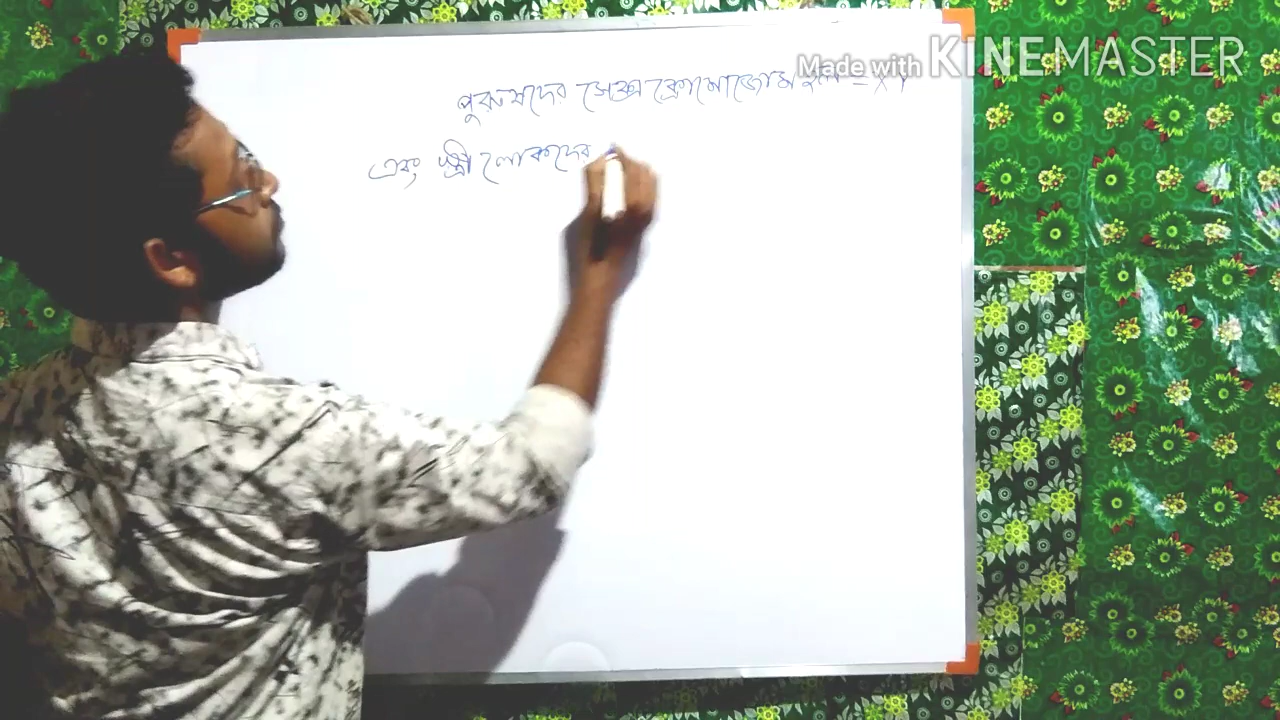 Made with KINEMASTER
পুরুষদের সেক্স ক্রোমোজোম হল = XY
এবং স্ত্রী লোকদের